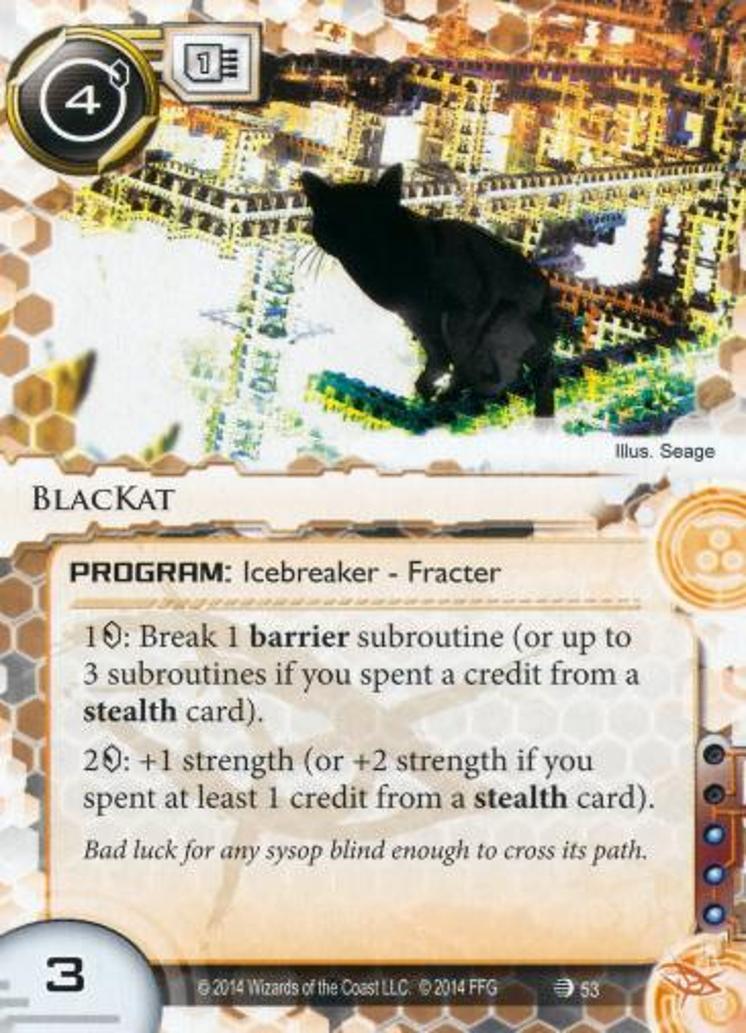 4
1
Illus. Seage
BlacKat
PROGRAM: Icebreaker - Fracter
1: Break 1 barrier subroutine (or up to
3 subroutines if you spent a credit from a
stealth card).
2: +1 strength (or +2 strength if you
spent at least 1 credit from a stealth card).
Bad luck for any sysop blind enough to cross its path.
3
© 2014 Wizards of the Coast LLC. © 2014 FFG
53